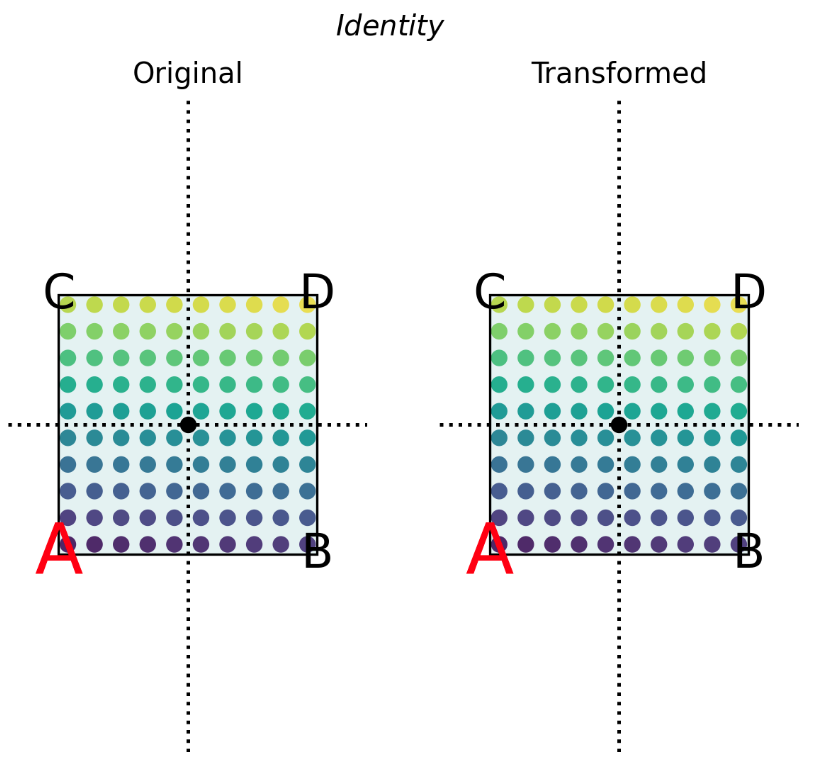 Identity
Original Transformed
C D C D
A B A B